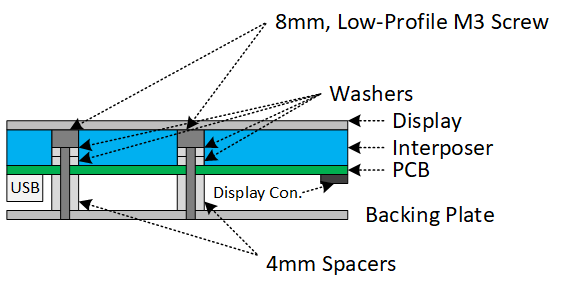 8mm, Low-Profile M3 Screw
Washers
Display
Interposer
PCB
USB
Display Con.
Backing Plate
4mm Spacers